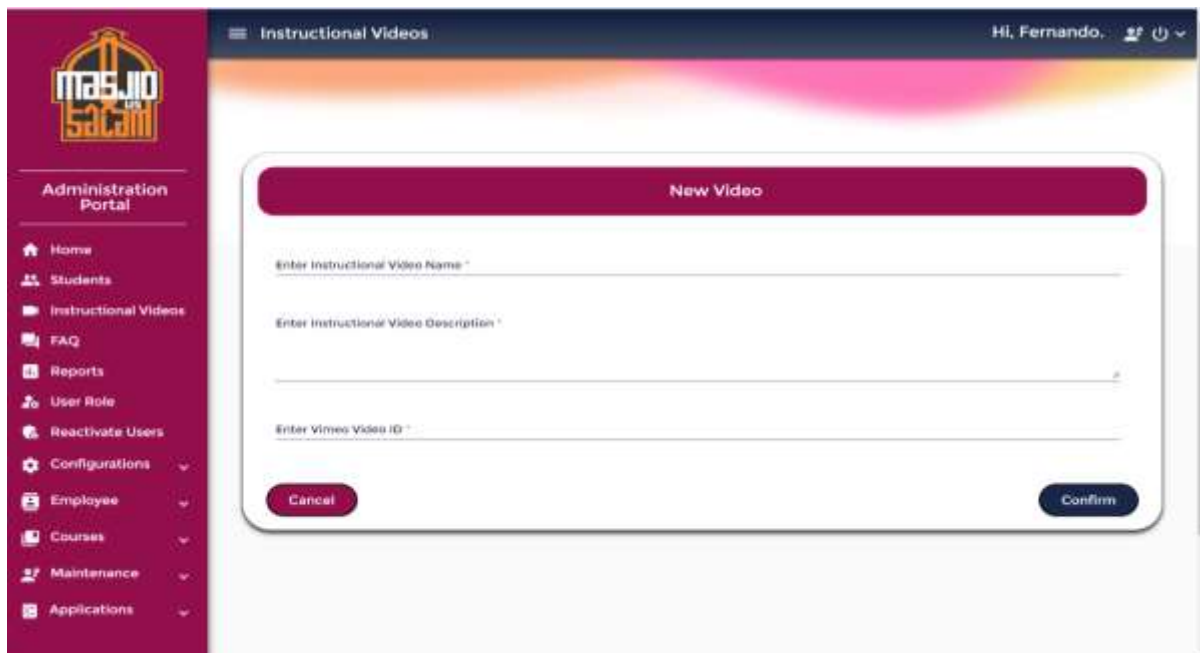 Instructional Videos
Hi, Fernando.
masjid
us
salam
Administration
Portal
Home
Students
Instructional Videos
FAQ
Reports
User Role
Reactivate Users
Configurations
Employee
Courses
Maintenance
Applications
New Video
Enter Instructional Video Name *
Enter Instructional Video Description *
Enter Vimeo Video ID *
Cancel
Confirm